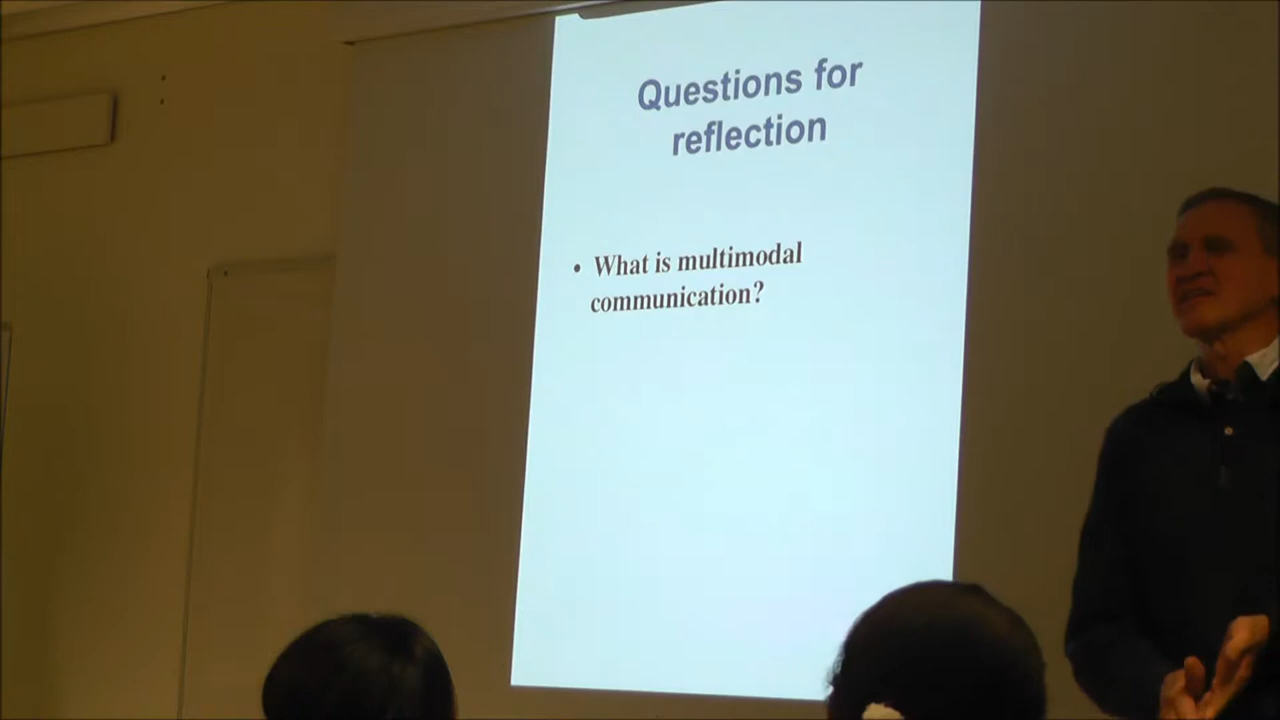 Questions for
reflection
• What is multimodal
communication?